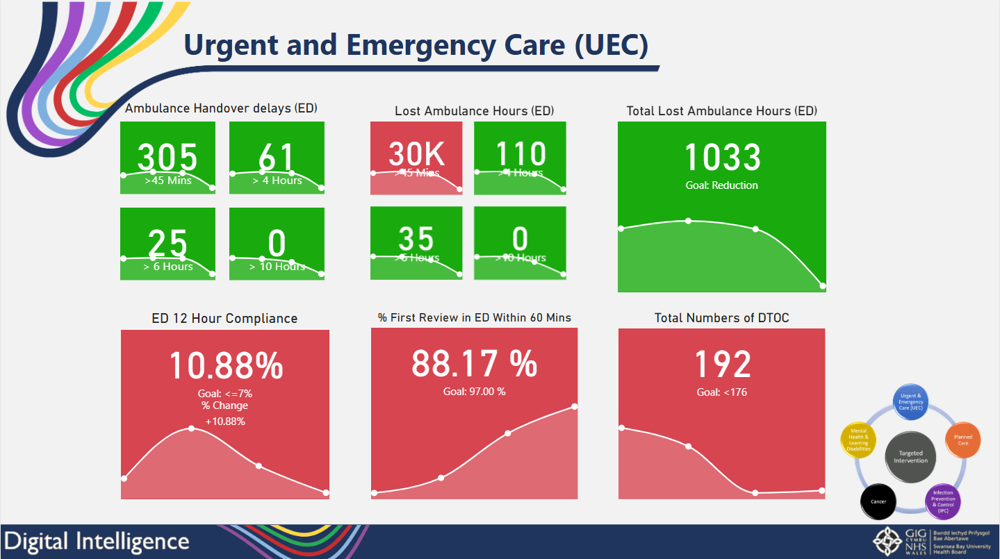 Urgent and Emergency Care (UEC)
Ambulance Handover delays (ED)
305
>45 Mins
61
> 4 Hours
25
> 6 Hours
0
> 10 Hours
Lost Ambulance Hours (ED)
30K
>45 Mins
110
>4 Hours
35
>6 Hours
0
>10 Hours
Total Lost Ambulance Hours (ED)
1033
Goal: Reduction
ED 12 Hour Compliance
10.88%
Goal: <=7%
% Change
+10.88%
% First Review in ED Within 60 Mins
88.17 %
Goal: 97.00 %
Total Numbers of DTOC
192
Goal: <176
Urgent &
Emergency
Care (UEC)
Mental
Health &
Learning
Disabilities
Planned
Care
Targeted
Intervention
Cancer
Infection
Prevention
& Control
(IPC)
Digital Intelligence
GIG
CYMRU
NHS
WALES
Bwrdd Iechyd Prifysgol
Bae Abertawe
Swansea Bay University
Health Board